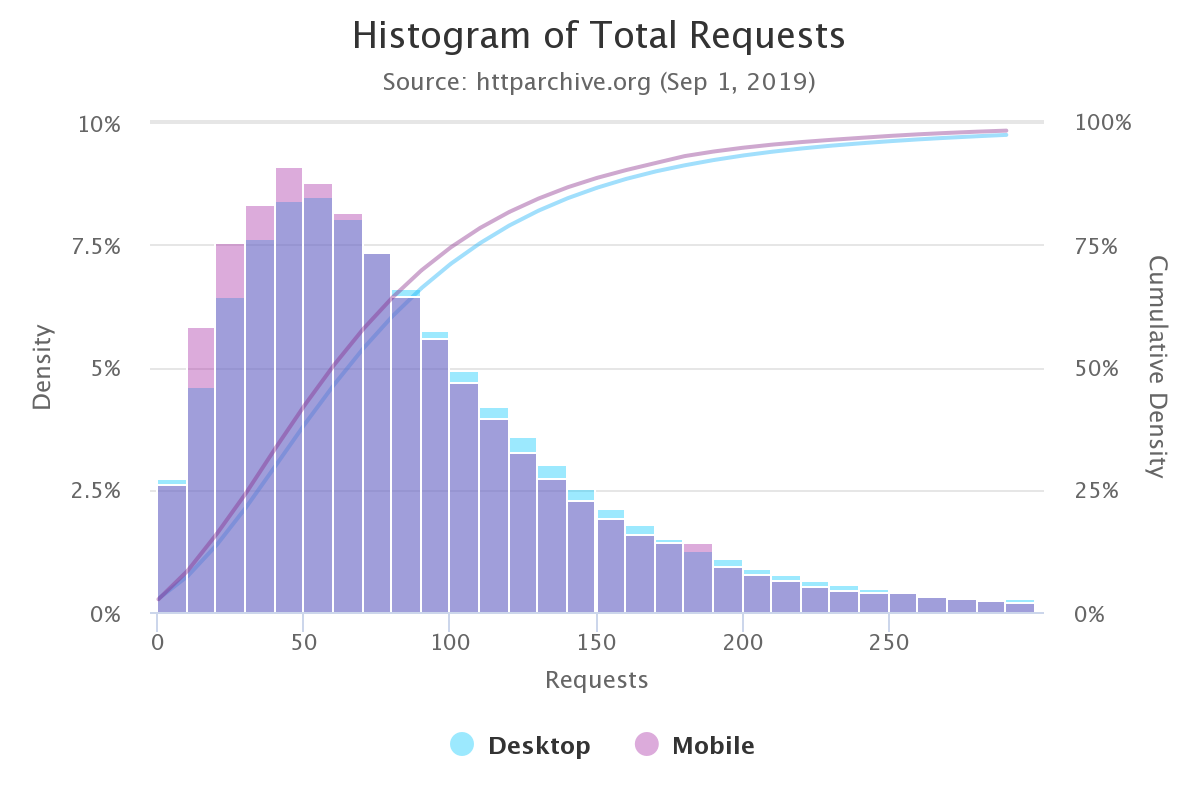 Histogram of Total Requests
Source: httparchive.org (Sep 1, 2019)
10%
7.5%
5%
2.5%
0%
Density
100%
75%
50%
25%
0%
Cumulative Density
0 50 100 150 200 250
Requests
Desktop Mobile